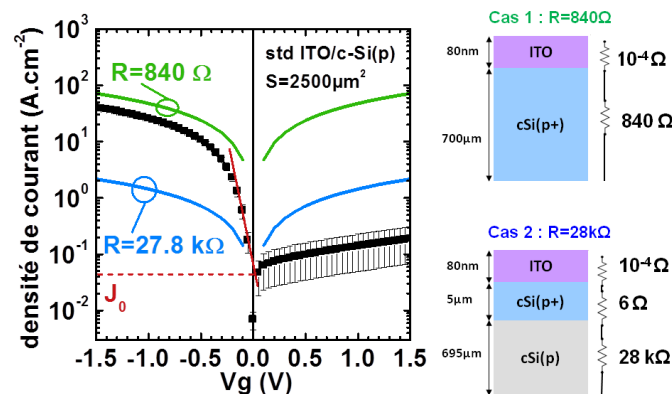 densité de courant (A.cm⁻²)
10³
10²
10¹
10⁰
10⁻¹
10⁻²
std ITO/c-Si(p)
S=2500µm²
R=840 Ω
R=27.8 kΩ
J₀
-1.5 -1.0 -0.5 0.0 0.5 1.0 1.5
Vg (V)
Cas 1 : R=840Ω
80nm
ITO
10⁻⁴Ω
700µm
cSi(p+)
840 Ω
Cas 2 : R=28kΩ
80nm
ITO
10⁻⁴Ω
5µm
cSi(p+)
6Ω
695µm
cSi(p)
28 kΩ